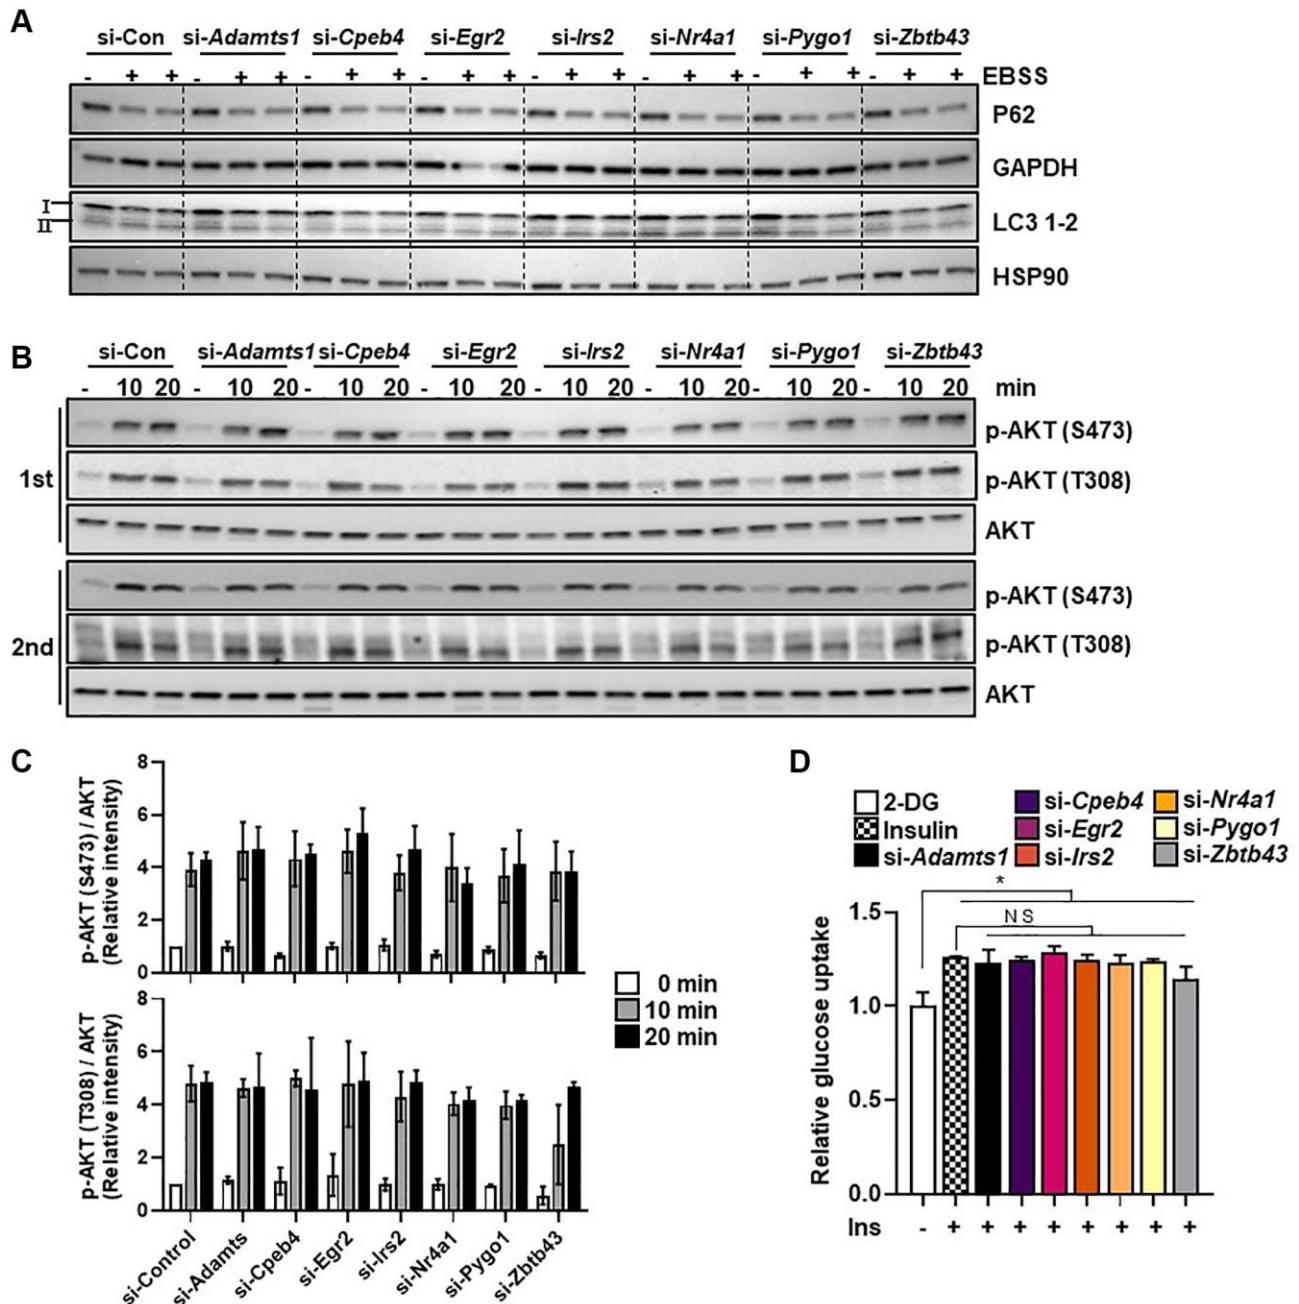 A
si-Con si-Adamts1 si-Cpeb4 si-Egr2 si-Irs2 si-Nr4a1 si-Pygo1 si-Zbtb43
- + + - + + - + + - + + - + + - + + - + + - + + EBSS
P62
GAPDH
I
II
LC3 1-2
HSP90
B
si-Con si-Adamts1 si-Cpeb4 si-Egr2 si-Irs2 si-Nr4a1 si-Pygo1 si-Zbtb43
- 10 20 - 10 20 - 10 20 - 10 20 - 10 20 - 10 20 - 10 20 - 10 20 min
p-AKT (S473)
1st p-AKT (T308)
AKT
p-AKT (S473)
2nd p-AKT (T308)
AKT
C
p-AKT (S473) / AKT
(Relative intensity)
8
6
4
2
0
p-AKT (T308) / AKT
(Relative intensity)
8
6
4
2
0
si-Control si-Adamts si-Cpeb4 si-Egr2 si-Irs2 si-Nr4a1 si-Pygo1 si-Zbtb43
0 min
10 min
20 min
D
2-DG si-Cpeb4 si-Nr4a1
Insulin si-Egr2 si-Pygo1
si-Adamts1 si-Irs2 si-Zbtb43
*
NS
Relative glucose uptake
1.5
1.0
0.5
0.0
Ins - + + + + + + + +